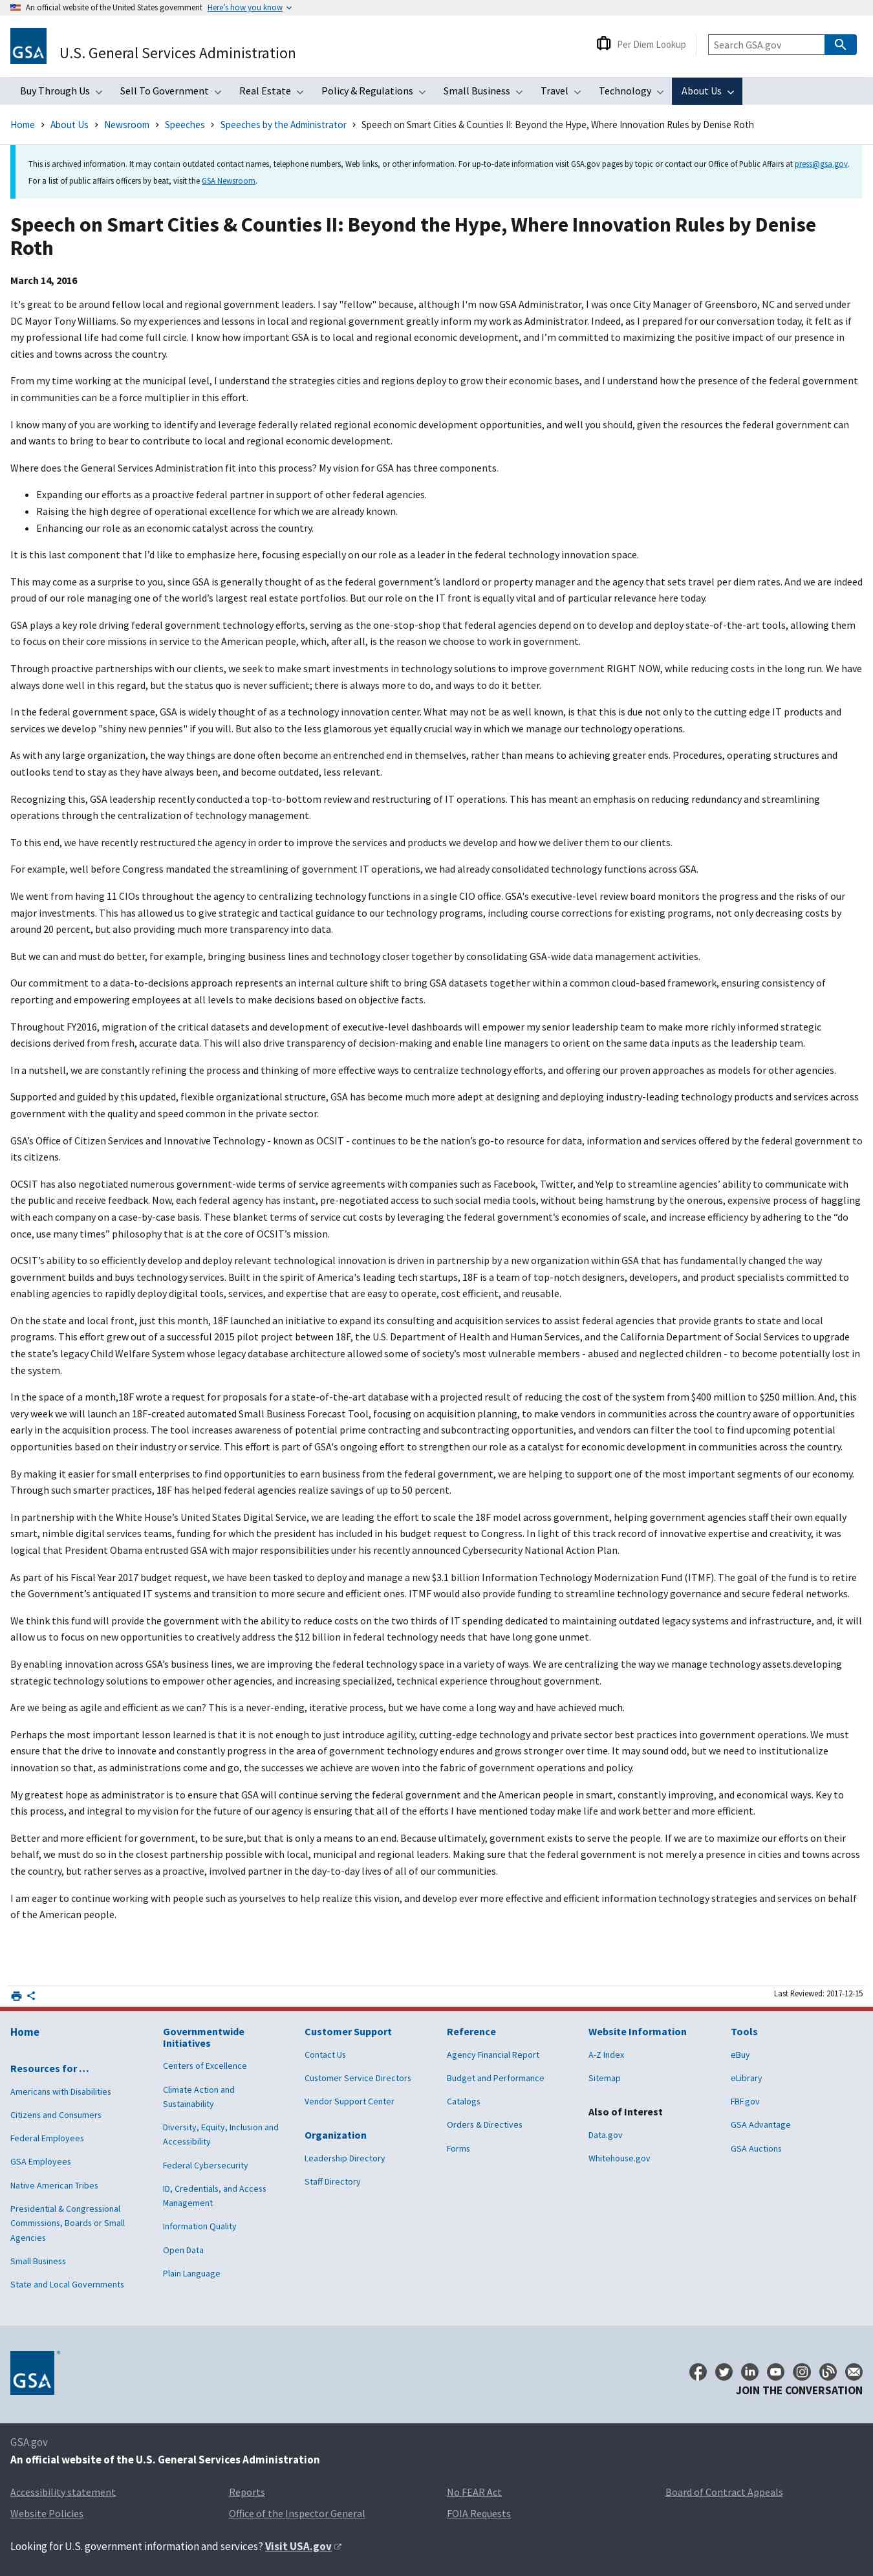 An official website of the United States government Here's how you know
GSA
U.S. General Services Administration
Per Diem Lookup
Search GSA.gov
Buy Through Us
Sell To Government
Real Estate
Policy & Regulations
Small Business
Travel
Technology
About Us
Home > About Us > Newsroom > Speeches > Speeches by the Administrator > Speech on Smart Cities & Counties II: Beyond the Hype, Where Innovation Rules by Denise Roth
This is archived information. It may contain outdated contact names, telephone numbers, Web links, or other information. For up-to-date information visit GSA.gov pages by topic or contact our Office of Public Affairs at press@gsa.gov.
For a list of public affairs officers by beat, visit the GSA Newsroom.
Speech on Smart Cities & Counties II: Beyond the Hype, Where Innovation Rules by Denise
Roth
March 14, 2016
It's great to be around fellow local and regional government leaders. I say "fellow" because, although I'm now GSA Administrator, I was once City Manager of Greensboro, NC and served under
DC Mayor Tony Williams. So my experiences and lessons in local and regional government greatly inform my work as Administrator. Indeed, as I prepared for our conversation today, it felt as if
my professional life had come full circle. I know how important GSA is to local and regional economic development, and I'm committed to maximizing the positive impact of our presence in
cities and towns across the country.
From my time working at the municipal level, I understand the strategies cities and regions deploy to grow their economic bases, and I understand how the presence of the federal government
in communities can be a force multiplier in this effort.
I know many of you are working to identify and leverage federally related regional economic development opportunities, and well you should, given the resources the federal government can
and wants to bring to bear to contribute to local and regional economic development.
Where does the General Services Administration fit into this process? My vision for GSA has three components.
• Expanding our efforts as a proactive federal partner in support of other federal agencies.
• Raising the high degree of operational excellence for which we are already known.
• Enhancing our role as an economic catalyst across the country.
It is this last component that I'd like to emphasize here, focusing especially on our role as a leader in the federal technology innovation space.
This may come as a surprise to you, since GSA is generally thought of as the federal government's landlord or property manager and the agency that sets travel per diem rates. And we are indeed
proud of our role managing one of the world's largest real estate portfolios. But our role on the IT front is equally vital and of particular relevance here today.
GSA plays a key role driving federal government technology efforts, serving as the one-stop-shop that federal agencies depend on to develop and deploy state-of-the-art tools, allowing them
to focus on their core missions in service to the American people, which, after all, is the reason we choose to work in government.
Through proactive partnerships with our clients, we seek to make smart investments in technology solutions to improve government RIGHT NOW, while reducing costs in the long run. We have
always done well in this regard, but the status quo is never sufficient; there is always more to do, and ways to do it better.
In the federal government space, GSA is widely thought of as a technology innovation center. What may not be as well known, is that this is due not only to the cutting edge IT products and
services we develop "shiny new pennies" if you will. But also to the less glamorous yet equally crucial way in which we manage our technology operations.
As with any large organization, the way things are done often become an entrenched end in themselves, rather than means to achieving greater ends. Procedures, operating structures and
outlooks tend to stay as they have always been, and become outdated, less relevant.
Recognizing this, GSA leadership recently conducted a top-to-bottom review and restructuring of IT operations. This has meant an emphasis on reducing redundancy and streamlining
operations through the centralization of technology management.
To this end, we have recently restructured the agency in order to improve the services and products we develop and how we deliver them to our clients.
For example, well before Congress mandated the streamlining of government IT operations, we had already consolidated technology functions across GSA.
We went from having 11 CIOs throughout the agency to centralizing technology functions in a single CIO office. GSA's executive-level review board monitors the progress and the risks of our
major investments. This has allowed us to give strategic and tactical guidance to our technology programs, including course corrections for existing programs, not only decreasing costs by
around 20 percent, but also providing much more transparency into data.
But we can and must do better, for example, bringing business lines and technology closer together by consolidating GSA-wide data management activities.
Our commitment to a data-to-decisions approach represents an internal culture shift to bring GSA datasets together within a common cloud-based framework, ensuring consistency of
reporting and empowering employees at all levels to make decisions based on objective facts.
Throughout FY2016, migration of the critical datasets and development of executive-level dashboards will empower my senior leadership team to make more richly informed strategic
decisions derived from fresh, accurate data. This will also drive transparency of decision-making and enable line managers to orient on the same data inputs as the leadership team.
In a nutshell, we are constantly refining the process and thinking of more effective ways to centralize technology efforts, and offering our proven approaches as models for other agencies.
Supported and guided by this updated, flexible organizational structure, GSA has become much more adept at designing and deploying industry-leading technology products and services across
government with the quality and speed common in the private sector.
GSA's Office of Citizen Services and Innovative Technology - known as OCSIT - continues to be the nation's go-to resource for data, information and services offered by the federal government to
its citizens.
OCSIT has also negotiated numerous government-wide terms of service agreements with companies such as Facebook, Twitter, and Yelp to streamline agencies' ability to communicate with
the public and receive feedback. Now, each federal agency has instant, pre-negotiated access to such social media tools, without being hamstrung by the onerous, expensive process of haggling
with each company on a case-by-case basis. These blanket terms of service cut costs by leveraging the federal government's economies of scale, and increase efficiency by adhering to the "do
once, use many times" philosophy that is at the core of OCSIT's mission.
OCSIT's ability to so efficiently develop and deploy relevant technological innovation is driven in partnership by a new organization within GSA that has fundamentally changed the way
government builds and buys technology services. Built in the spirit of America's leading tech startups, 18F is a team of top-notch designers, developers, and product specialists committed to
enabling agencies to rapidly deploy digital tools, services, and expertise that are easy to operate, cost efficient, and reusable.
On the state and local front, just this month, 18F launched an initiative to expand its consulting and acquisition services to assist federal agencies that provide grants to state and local
programs. This effort grew out of a successful 2015 pilot project between 18F, the U.S. Department of Health and Human Services, and the California Department of Social Services to upgrade
the state's legacy Child Welfare System whose legacy database architecture allowed some of society's most vulnerable members - abused and neglected children - to become potentially lost in
the system.
In the space of a month,18F wrote a request for proposals for a state-of-the-art database with a projected result of reducing the cost of the system from $400 million to $250 million. And, this
very week we will launch an 18F-created automated Small Business Forecast Tool, focusing on acquisition planning, to make vendors in communities across the country aware of opportunities
early in the acquisition process. The tool increases awareness of potential prime contracting and subcontracting opportunities, and vendors can filter the tool to find upcoming potential
opportunities based on their industry or service. This effort is part of GSA's ongoing effort to strengthen our role as a catalyst for economic development in communities across the country.
By making it easier for small enterprises to find opportunities to earn business from the federal government, we are helping to support one of the most important segments of our economy.
Through such smarter practices, 18F has helped federal agencies realize savings of up to 50 percent.
In partnership with the White House's United States Digital Service, we are leading the effort to scale the 18F model across government, helping government agencies staff their own equally
smart, nimble digital services teams, funding for which the president has included in his budget request to Congress. In light of this track record of innovative expertise and creativity, it was
logical that President Obama entrusted GSA with major responsibilities under his recently announced Cybersecurity National Action Plan.
As part of his Fiscal Year 2017 budget request, we have been tasked to deploy and manage a new $3.1 billion Information Technology Modernization Fund (ITMF). The goal of the fund is to retire
the Government's antiquated IT systems and transition to more secure and efficient ones. ITMF would also provide funding to streamline technology governance and secure federal networks.
We think this fund will provide the government with the ability to reduce costs on the two thirds of IT spending dedicated to maintaining outdated legacy systems and infrastructure, and, it will
allow us to focus on new opportunities to creatively address the $12 billion in federal technology needs that have long gone unmet.
By enabling innovation across GSA's business lines, we are improving the federal technology space in a variety of ways. We are centralizing the way we manage technology assets.developing
strategic technology solutions to empower other agencies, and increasing specialized, technical experience throughout government.
Are we being as agile and efficient as we can? This is a never-ending, iterative process, but we have come a long way and have achieved much.
Perhaps the most important lesson learned is that it is not enough to just introduce agility, cutting-edge technology and private sector best practices into government operations. We must
ensure that the drive to innovate and constantly progress in the area of government technology endures and grows stronger over time. It may sound odd, but we need to institutionalize
innovation so that, as administrations come and go, the successes we achieve are woven into the fabric of government operations and policy.
My greatest hope as administrator is to ensure that GSA will continue serving the federal government and the American people in smart, constantly improving, and economical ways. Key to
this process, and integral to my vision for the future of our agency is ensuring that all of the efforts I have mentioned today make life and work better and more efficient.
Better and more efficient for government, to be sure,but that is only a means to an end. Because ultimately, government exists to serve the people. If we are to maximize our efforts on their
behalf, we must do so in the closest partnership possible with local, municipal and regional leaders. Making sure that the federal government is not merely a presence in cities and towns across
the country, but rather serves as a proactive, involved partner in the day-to-day lives of all of our communities.
I am eager to continue working with people such as yourselves to help realize this vision, and develop ever more effective and efficient information technology strategies and services on behalf
of the American people.
Last Reviewed: 2017-12-15
Home
Resources for …
Americans with Disabilities
Citizens and Consumers
Federal Employees
GSA Employees
Native American Tribes
Presidential & Congressional
Commissions, Boards or Small
Agencies
Small Business
State and Local Governments
Governmentwide
Initiatives
Centers of Excellence
Climate Action and
Sustainability
Diversity, Equity, Inclusion and
Accessibility
Federal Cybersecurity
ID, Credentials, and Access
Management
Information Quality
Open Data
Plain Language
Customer Support
Contact Us
Customer Service Directors
Vendor Support Center
Organization
Leadership Directory
Staff Directory
Reference
Agency Financial Report
Budget and Performance
Catalogs
Orders & Directives
Forms
Website Information
A-Z Index
Sitemap
Also of Interest
Data.gov
Whitehouse.gov
Tools
eBuy
eLibrary
FBF.gov
GSA Advantage
GSA Auctions
GSA ®
JOIN THE CONVERSATION
GSA.gov
An official website of the U.S. General Services Administration
Accessibility statement
Reports
No FEAR Act
Board of Contract Appeals
Website Policies
Office of the Inspector General
FOIA Requests
Looking for U.S. government information and services? Visit USA.gov